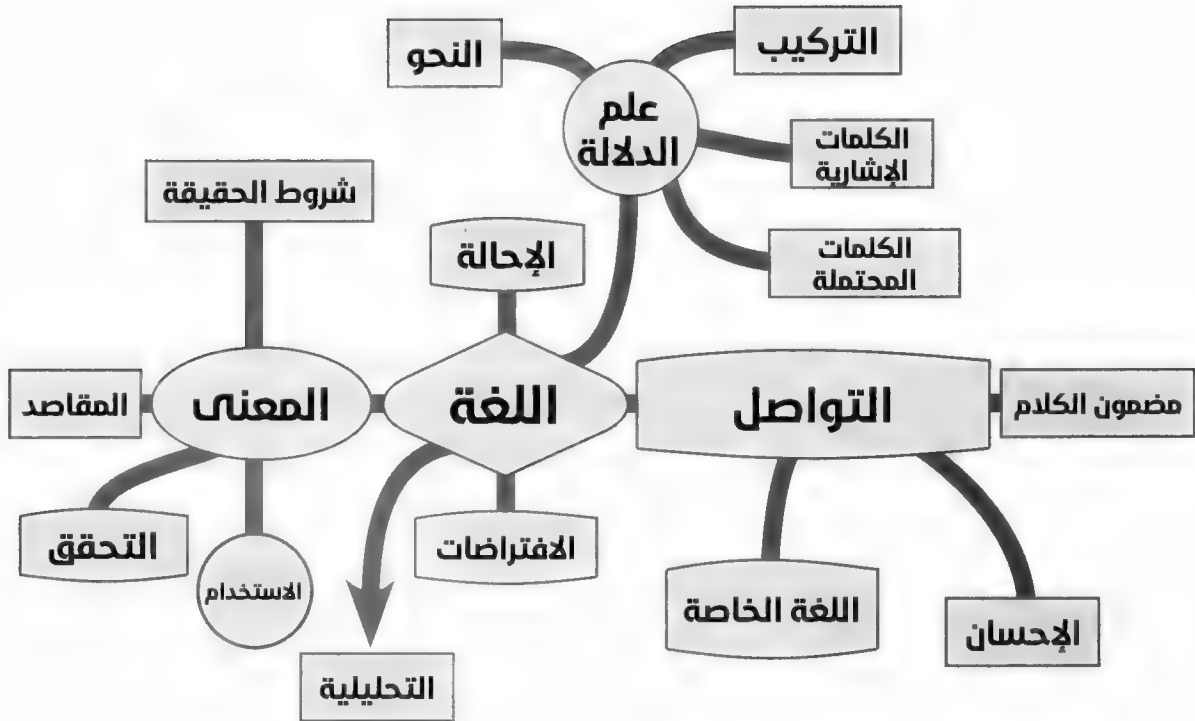 التركيب
النحو
علم
الدلالة
الكلمات
الإشارية
شروط الحقيقة
الإحالة
الكلمات
المحتملة
مضمون الكلام
التواصل
اللغة
المعنى
المقاصد
الافتراضات
التحقق
الاستخدام
اللغة الخاصة
الإحسان
التحليلية